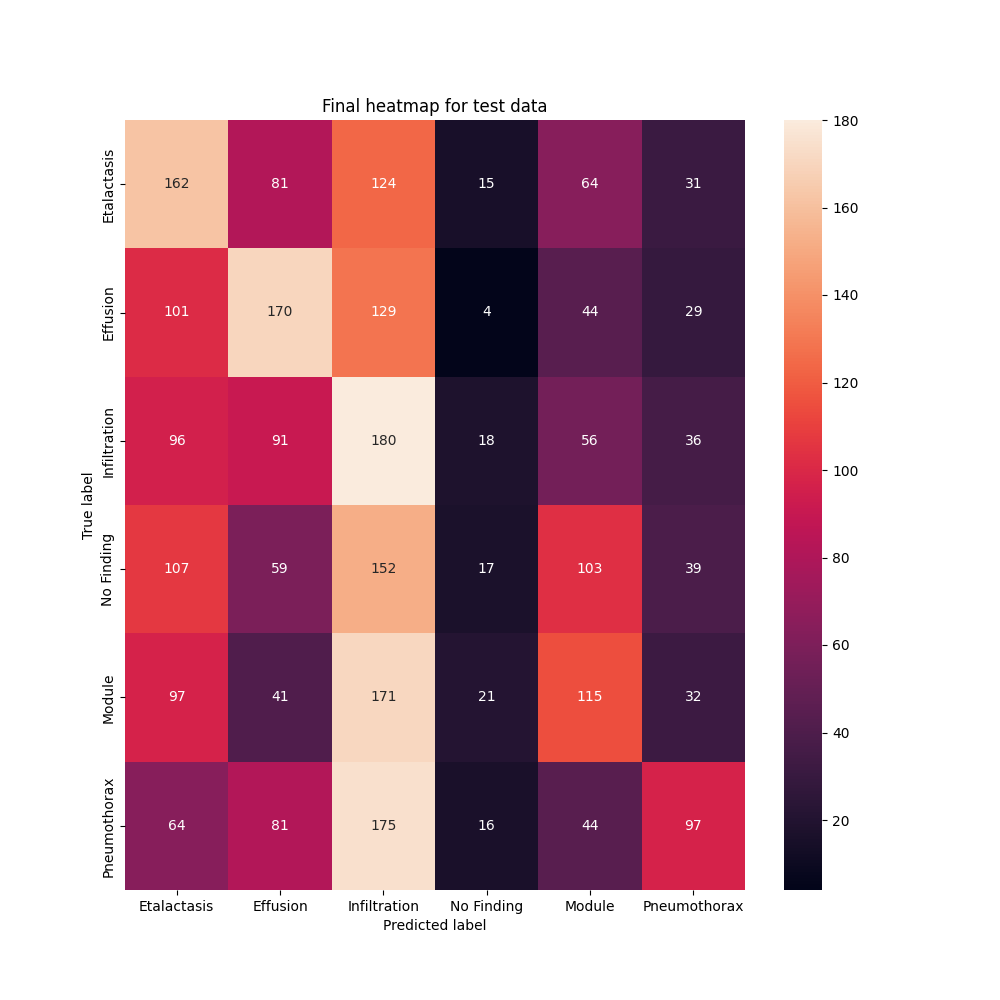 Final heatmap for test data
True label
Etalactasis 162 81 124 15 64 31
Effusion 101 170 129 4 44 29
Infiltration 96 91 180 18 56 36
No Finding 107 59 152 17 103 39
Module 97 41 171 21 115 32
Pneumothorax 64 81 175 16 44 97
Etalactasis Effusion Infiltration No Finding Module Pneumothorax
Predicted label
180
160
140
120
100
80
60
40
20